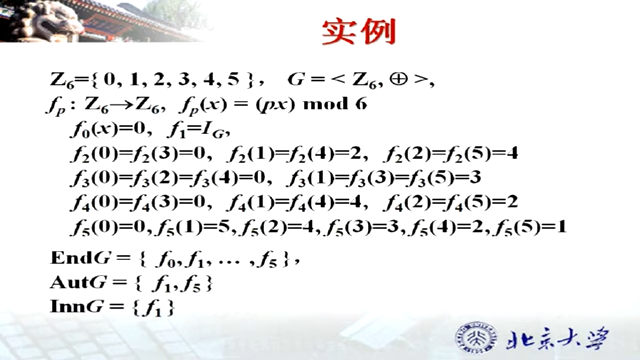 实例
Z₆={ 0, 1, 2, 3, 4, 5 }， G = < Z₆, ⊕ >,
fₚ : Z₆→Z₆, fₚ(x) = (px) mod 6
f₀(x)=0, f₁=I_G,
f₂(0)=f₂(3)=0, f₂(1)=f₂(4)=2, f₂(2)=f₂(5)=4
f₃(0)=f₃(2)=f₃(4)=0, f₃(1)=f₃(3)=f₃(5)=3
f₄(0)=f₄(3)=0, f₄(1)=f₄(4)=4, f₄(2)=f₄(5)=2
f₅(0)=0, f₅(1)=5, f₅(2)=4, f₅(3)=3, f₅(4)=2, f₅(5)=1
EndG = { f₀, f₁, … , f₅ }，
AutG = { f₁, f₅ }
InnG = { f₁ }
北京大学